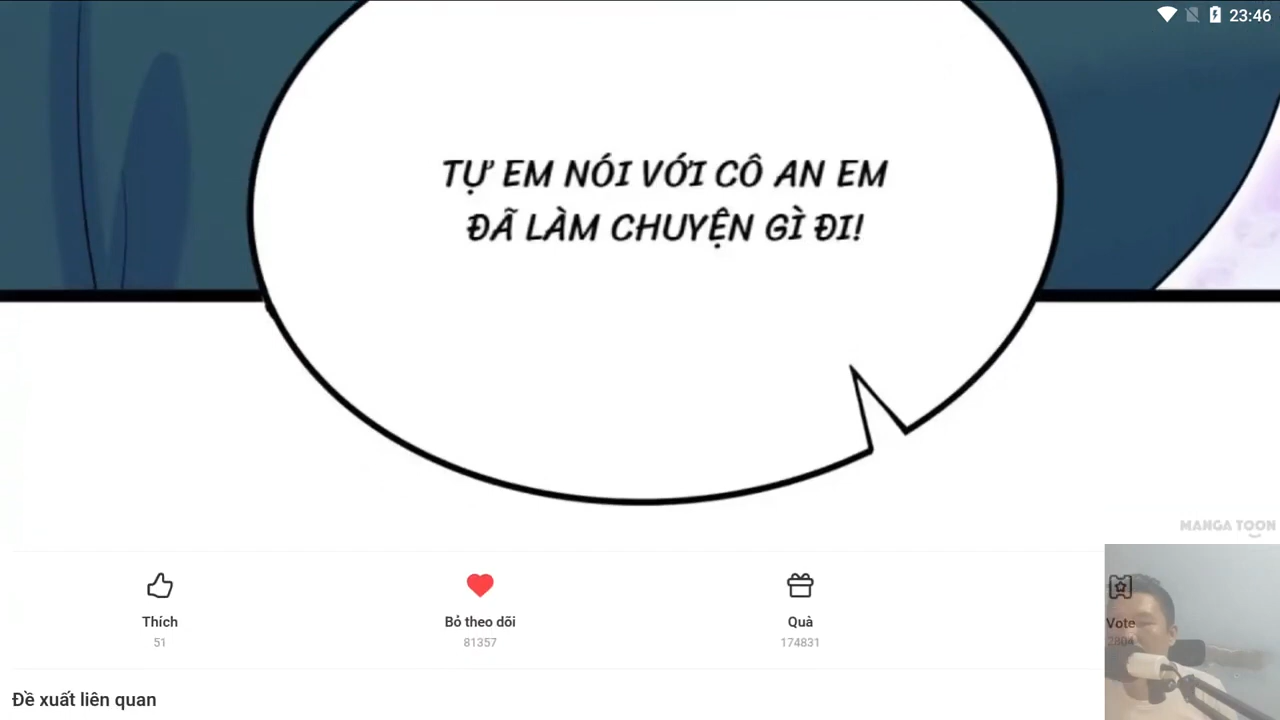 23:46
TỰ EM NÓI VỚI CÔ AN EM
ĐÃ LÀM CHUYỆN GÌ ĐI!
MANGA TOON
Thích
51
Bỏ theo dõi
81357
Quà
174831
Vote
2804
Đề xuất liên quan